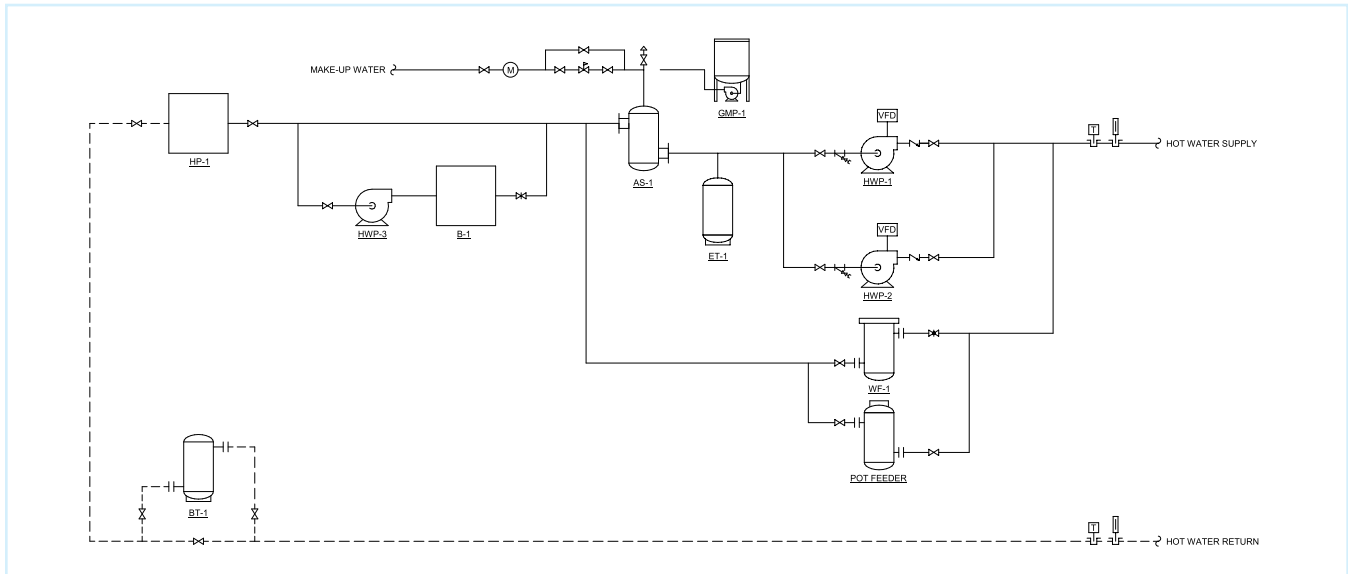 MAKE-UP WATER
M
GMP-1
HP-1
AS-1
VFD
HWP-1
T
HOT WATER SUPPLY
HWP-3
B-1
ET-1
VFD
HWP-2
WF-1
POT FEEDER
BT-1
T
HOT WATER RETURN